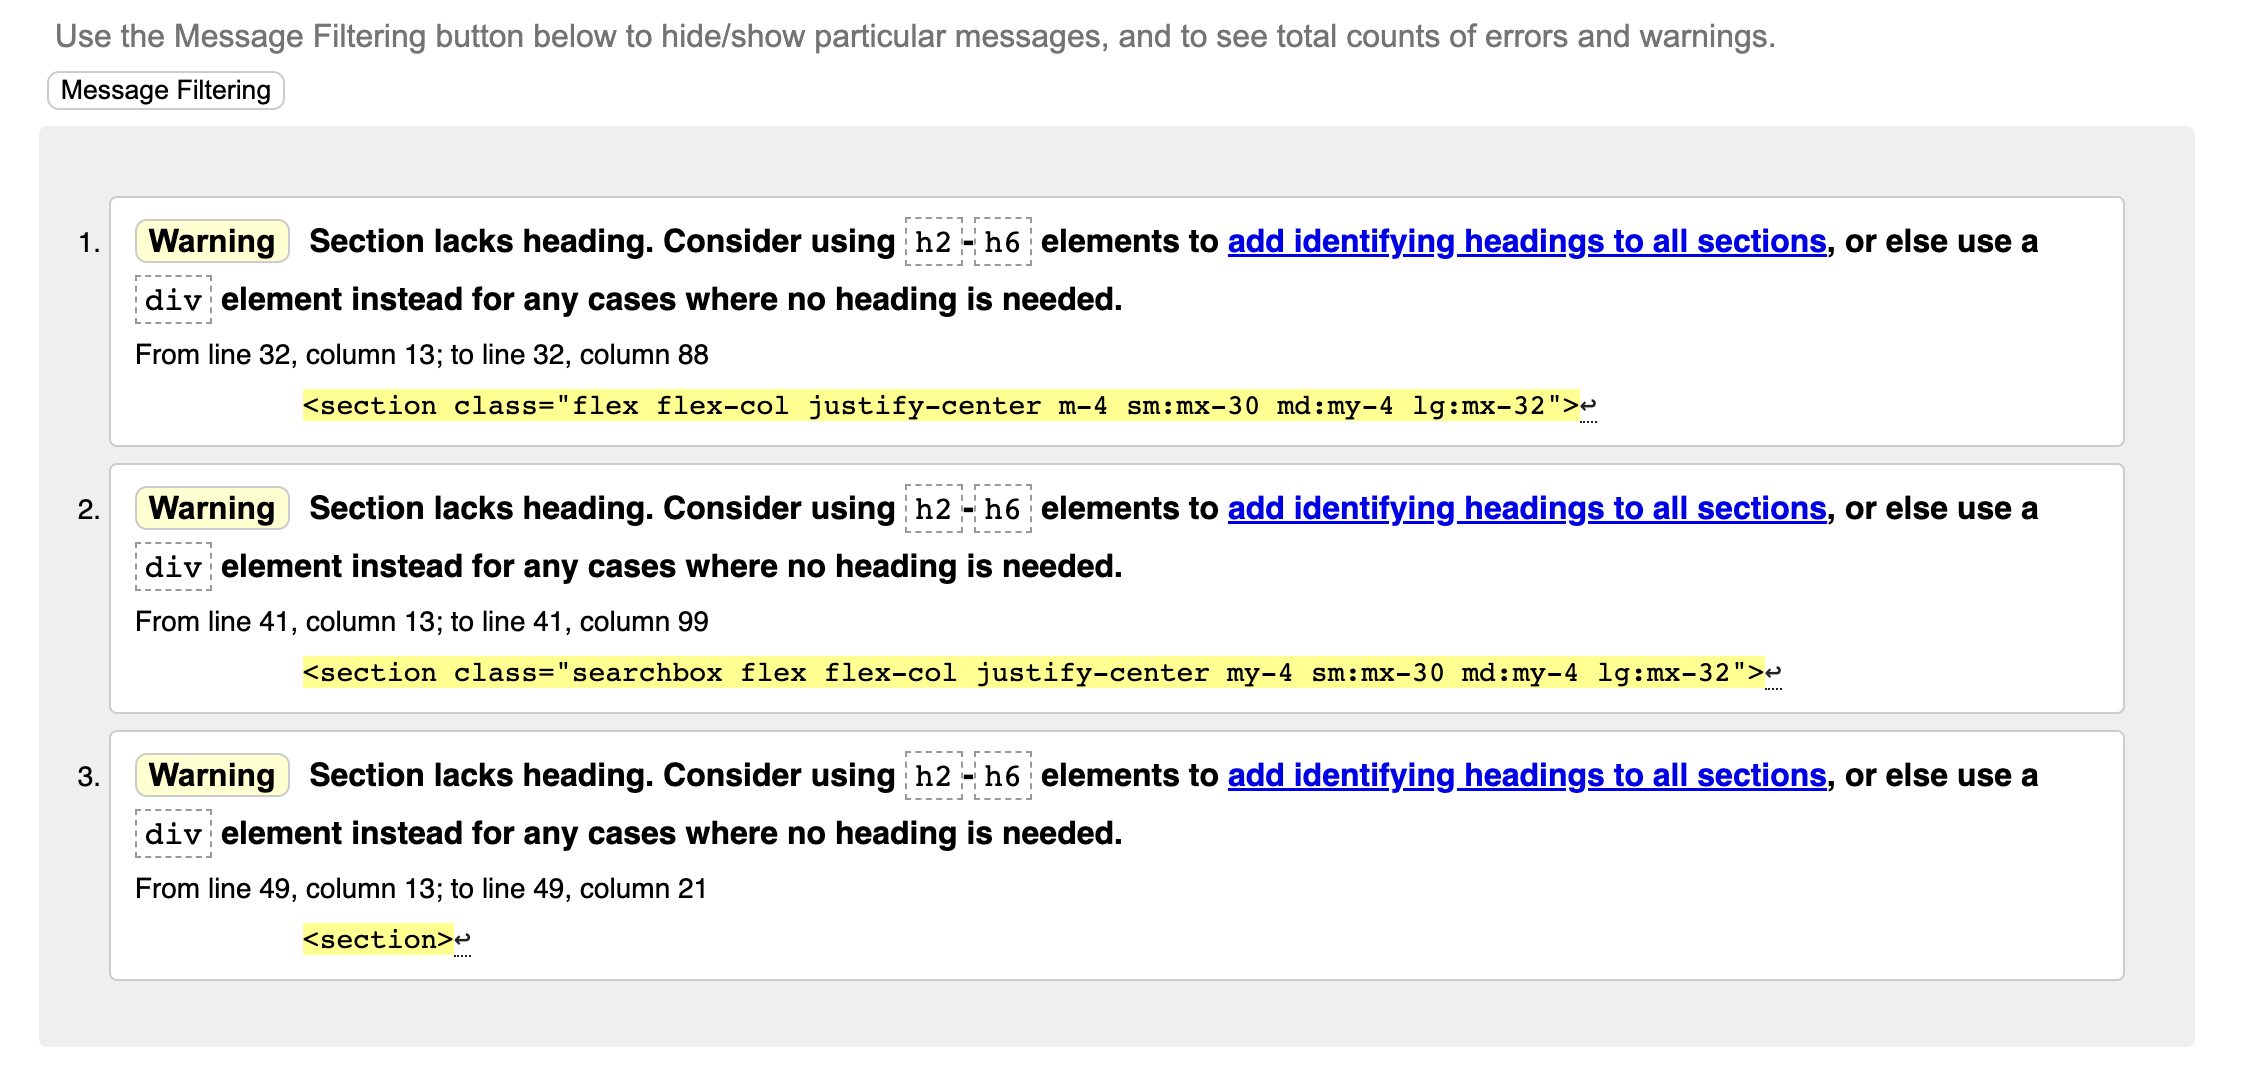 Use the Message Filtering button below to hide/show particular messages, and to see total counts of errors and warnings.
Message Filtering
1. Warning Section lacks heading. Consider using h2-h6 elements to add identifying headings to all sections, or else use a
div element instead for any cases where no heading is needed.
From line 32, column 13; to line 32, column 88
<section class="flex flex-col justify-center m-4 sm:mx-30 md:my-4 lg:mx-32">↩
2. Warning Section lacks heading. Consider using h2-h6 elements to add identifying headings to all sections, or else use a
div element instead for any cases where no heading is needed.
From line 41, column 13; to line 41, column 99
<section class="searchbox flex flex-col justify-center my-4 sm:mx-30 md:my-4 lg:mx-32">↩
3. Warning Section lacks heading. Consider using h2-h6 elements to add identifying headings to all sections, or else use a
div element instead for any cases where no heading is needed.
From line 49, column 13; to line 49, column 21
<section>↩